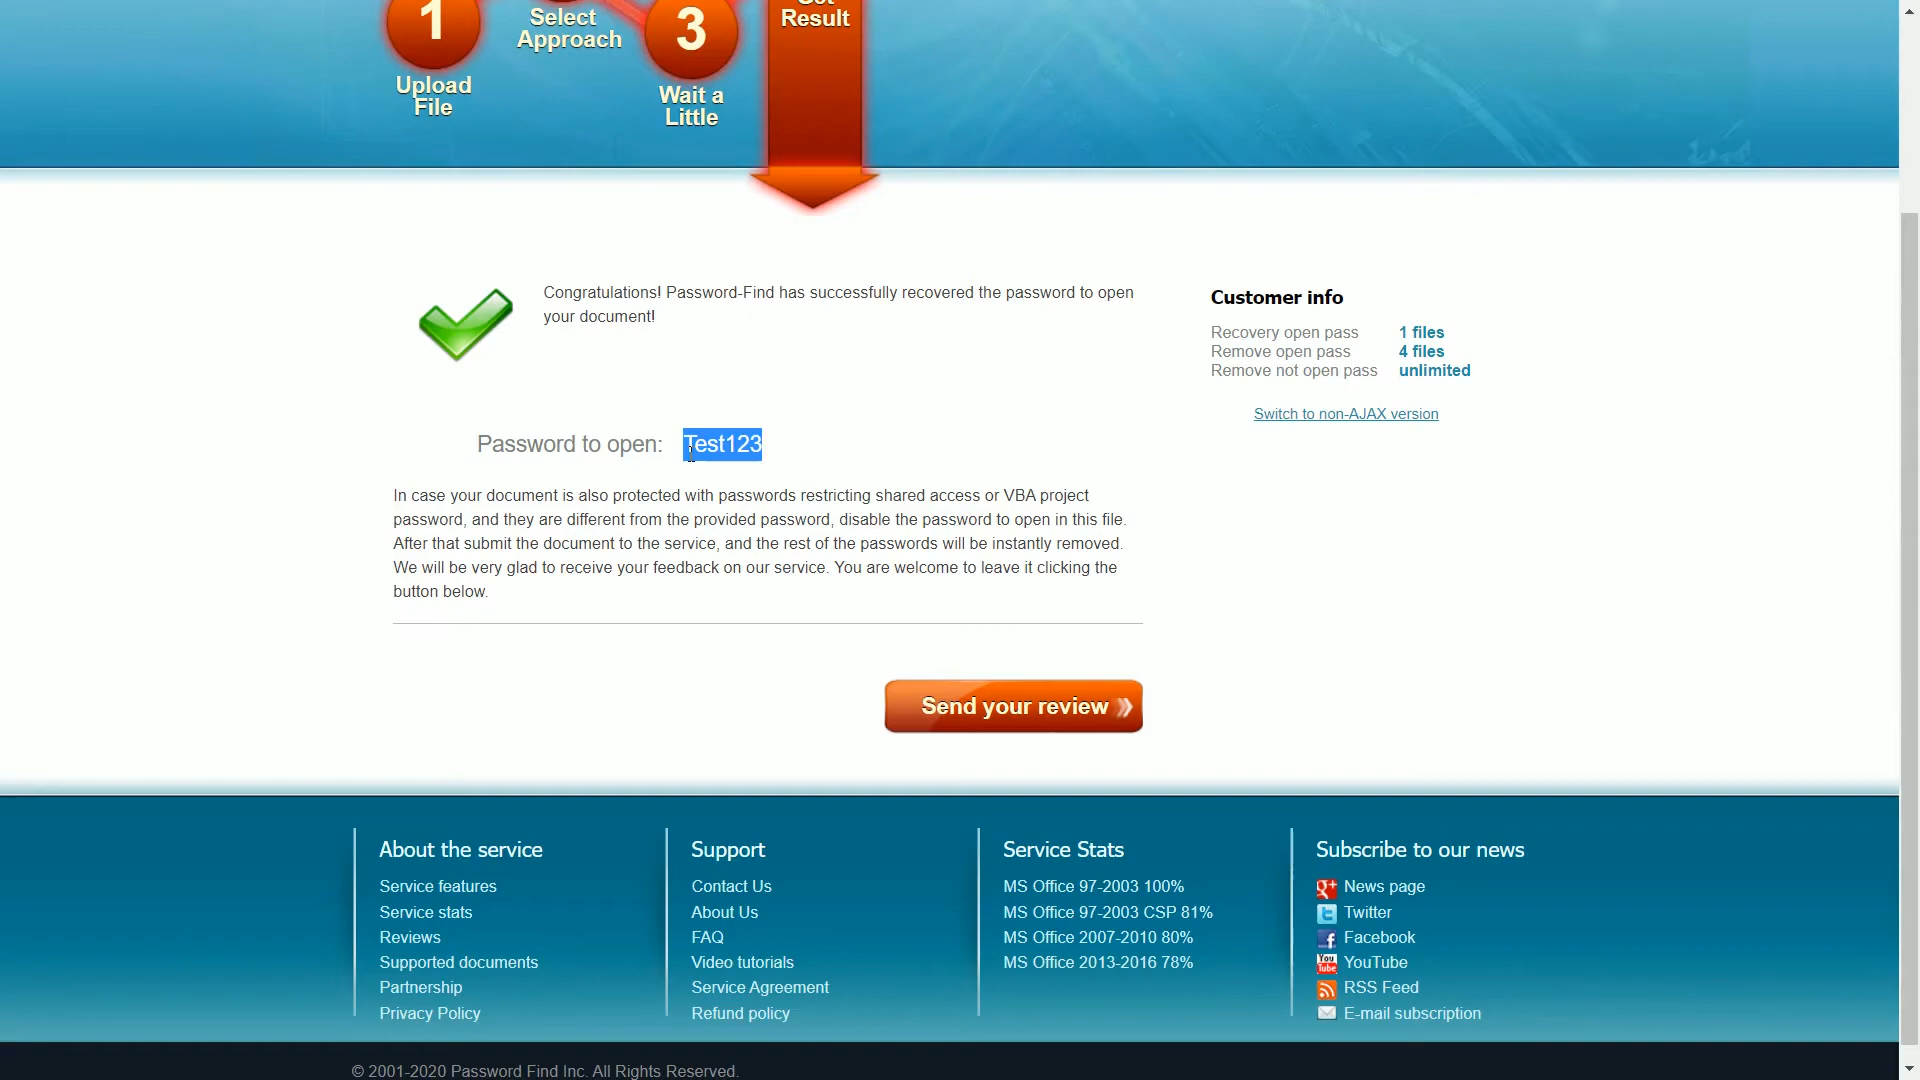 1
Select
Approach
3
Get
Result
Upload
File
Wait a
Little
Congratulations! Password-Find has successfully recovered the password to open
your document!
Customer info
Recovery open pass 1 files
Remove open pass 4 files
Remove not open pass unlimited
Switch to non-AJAX version
Password to open: Test123
In case your document is also protected with passwords restricting shared access or VBA project
password, and they are different from the provided password, disable the password to open in this file.
After that submit the document to the service, and the rest of the passwords will be instantly removed.
We will be very glad to receive your feedback on our service. You are welcome to leave it clicking the
button below.
Send your review »
About the service
Service features
Service stats
Reviews
Supported documents
Partnership
Privacy Policy
Support
Contact Us
About Us
FAQ
Video tutorials
Service Agreement
Refund policy
Service Stats
MS Office 97-2003 100%
MS Office 97-2003 CSP 81%
MS Office 2007-2010 80%
MS Office 2013-2016 78%
Subscribe to our news
News page
Twitter
Facebook
You
Tube
YouTube
RSS Feed
E-mail subscription
© 2001-2020 Password Find Inc. All Rights Reserved.